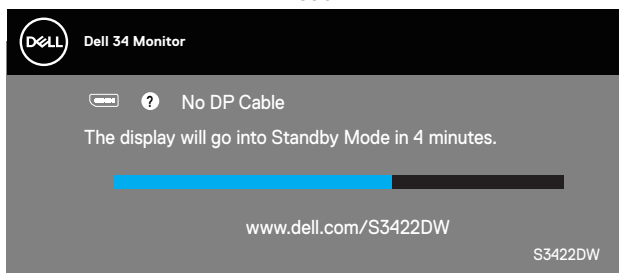 DELL
Dell 34 Monitor
? No DP Cable
The display will go into Standby Mode in 4 minutes.
www.dell.com/S3422DW
S3422DW